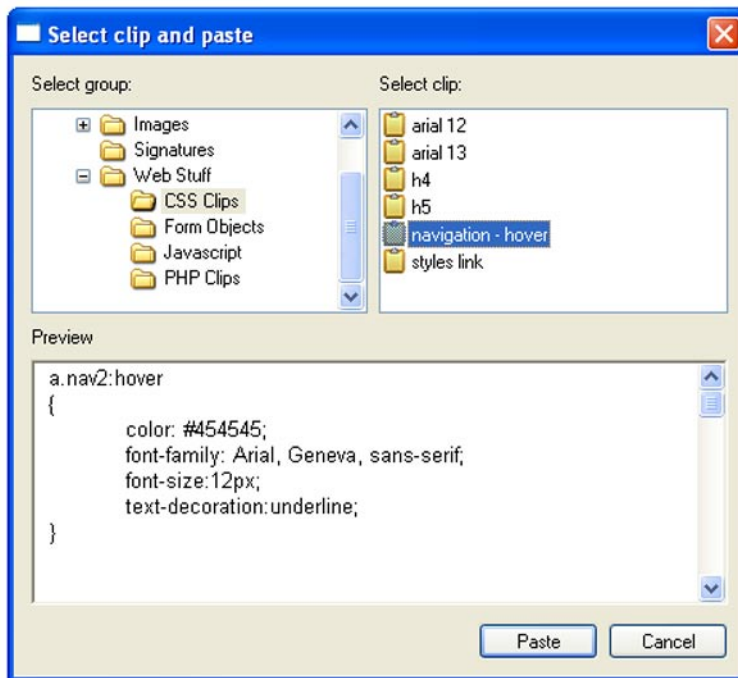 Select clip and paste
Select group:
Images
Signatures
Web Stuff
CSS Clips
Form Objects
Javascript
PHP Clips
Select clip:
arial 12
arial 13
h4
h5
navigation - hover
styles link
Preview
a.nav2:hover
{
color: #454545;
font-family: Arial, Geneva, sans-serif;
font-size:12px;
text-decoration:underline;
}
Paste
Cancel